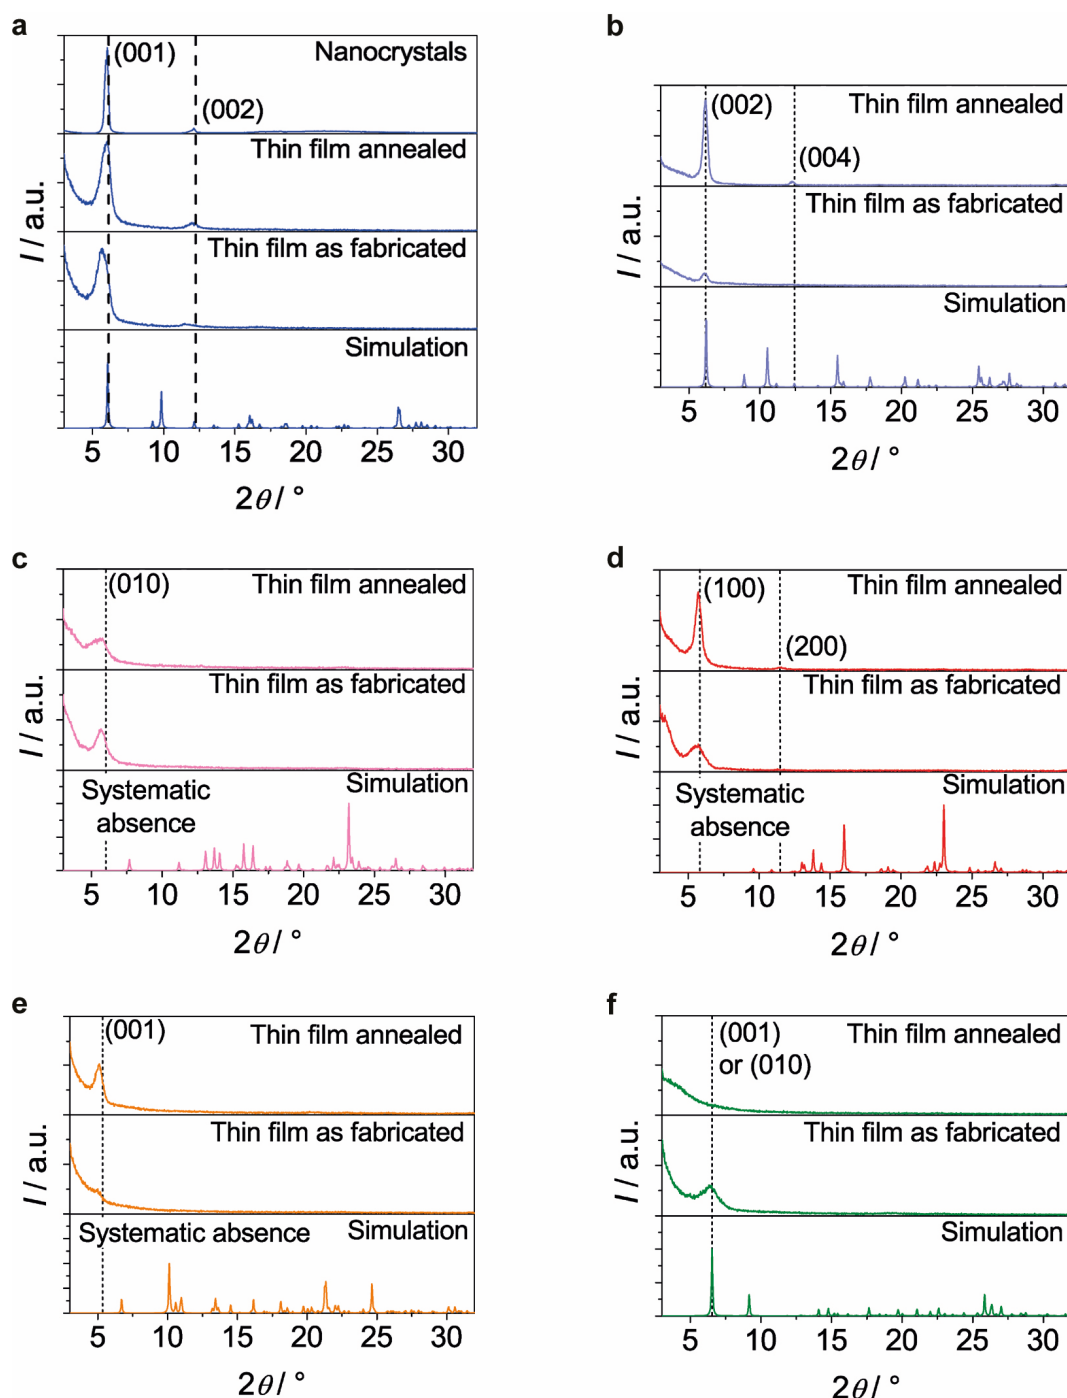 a
(001)
Nanocrystals
(002)
Thin film annealed
Thin film as fabricated
Simulation
I / a.u.
5 10 15 20 25 30
2θ / °
b
(002)
Thin film annealed
(004)
Thin film as fabricated
Simulation
I / a.u.
5 10 15 20 25 30
2θ / °
c
(010)
Thin film annealed
Thin film as fabricated
Systematic
absence
Simulation
I / a.u.
5 10 15 20 25 30
2θ / °
d
(100)
Thin film annealed
(200)
Thin film as fabricated
Systematic
absence
Simulation
I / a.u.
5 10 15 20 25 30
2θ / °
e
(001)
Thin film annealed
Thin film as fabricated
Systematic absence
Simulation
I / a.u.
5 10 15 20 25 30
2θ / °
f
(001)
or (010)
Thin film annealed
Thin film as fabricated
Simulation
I / a.u.
5 10 15 20 25 30
2θ / °